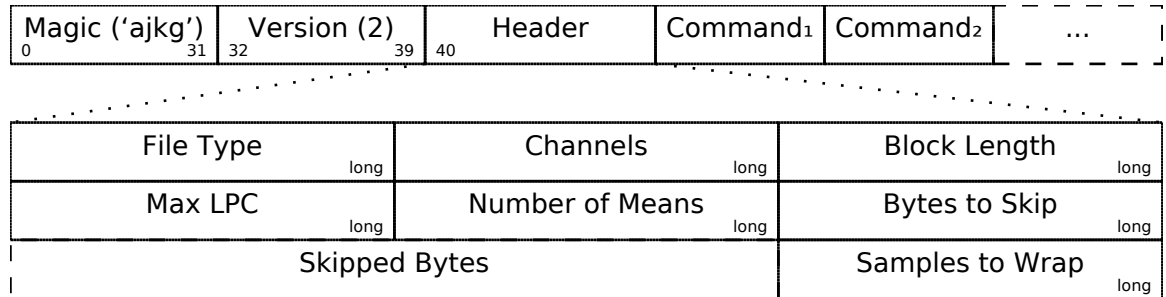 Magic (‘ajkg’) Version (2) Header Command₁ Command₂ ...
0 31 32 39 40
File Type Channels Block Length
long long long
Max LPC Number of Means Bytes to Skip
long long long
Skipped Bytes Samples to Wrap
long